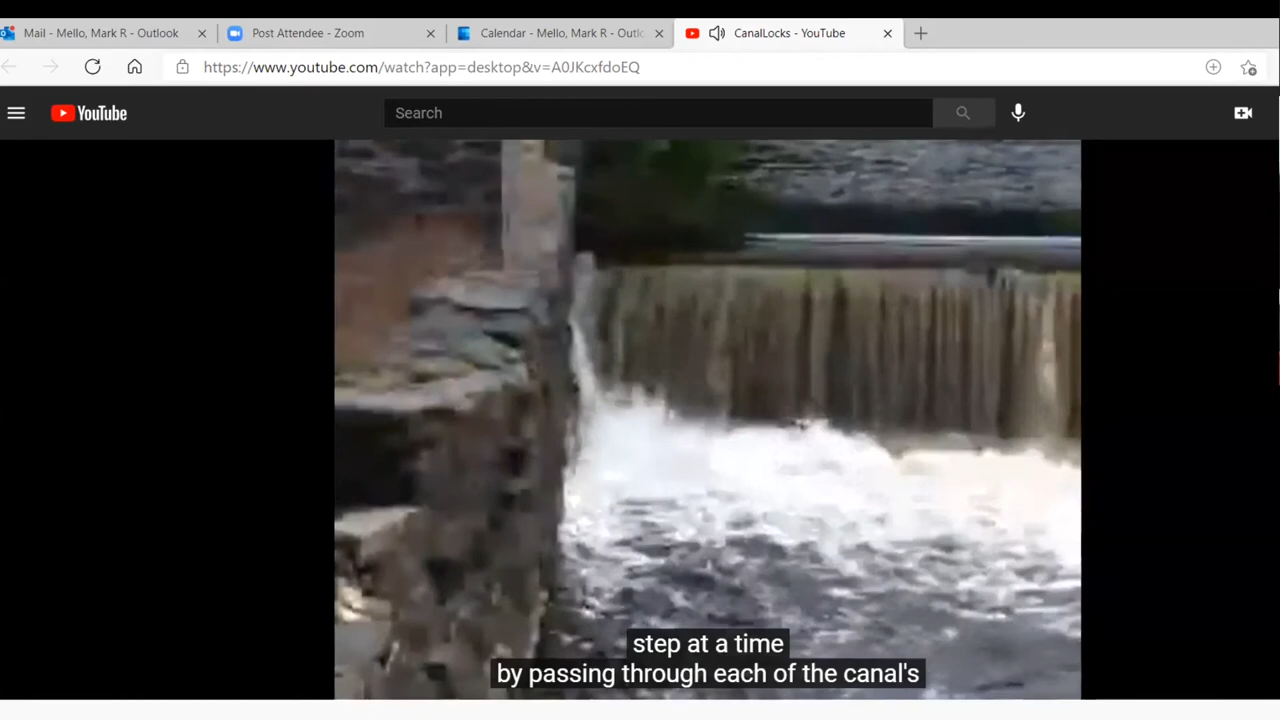 Mail - Mello, Mark R - Outlook
Post Attendee - Zoom
Calendar - Mello, Mark R - Outlo
CanalLocks - YouTube
https://www.youtube.com/watch?app=desktop&v=A0JKcxfdoEQ
YouTube
Search
step at a time
by passing through each of the canal's